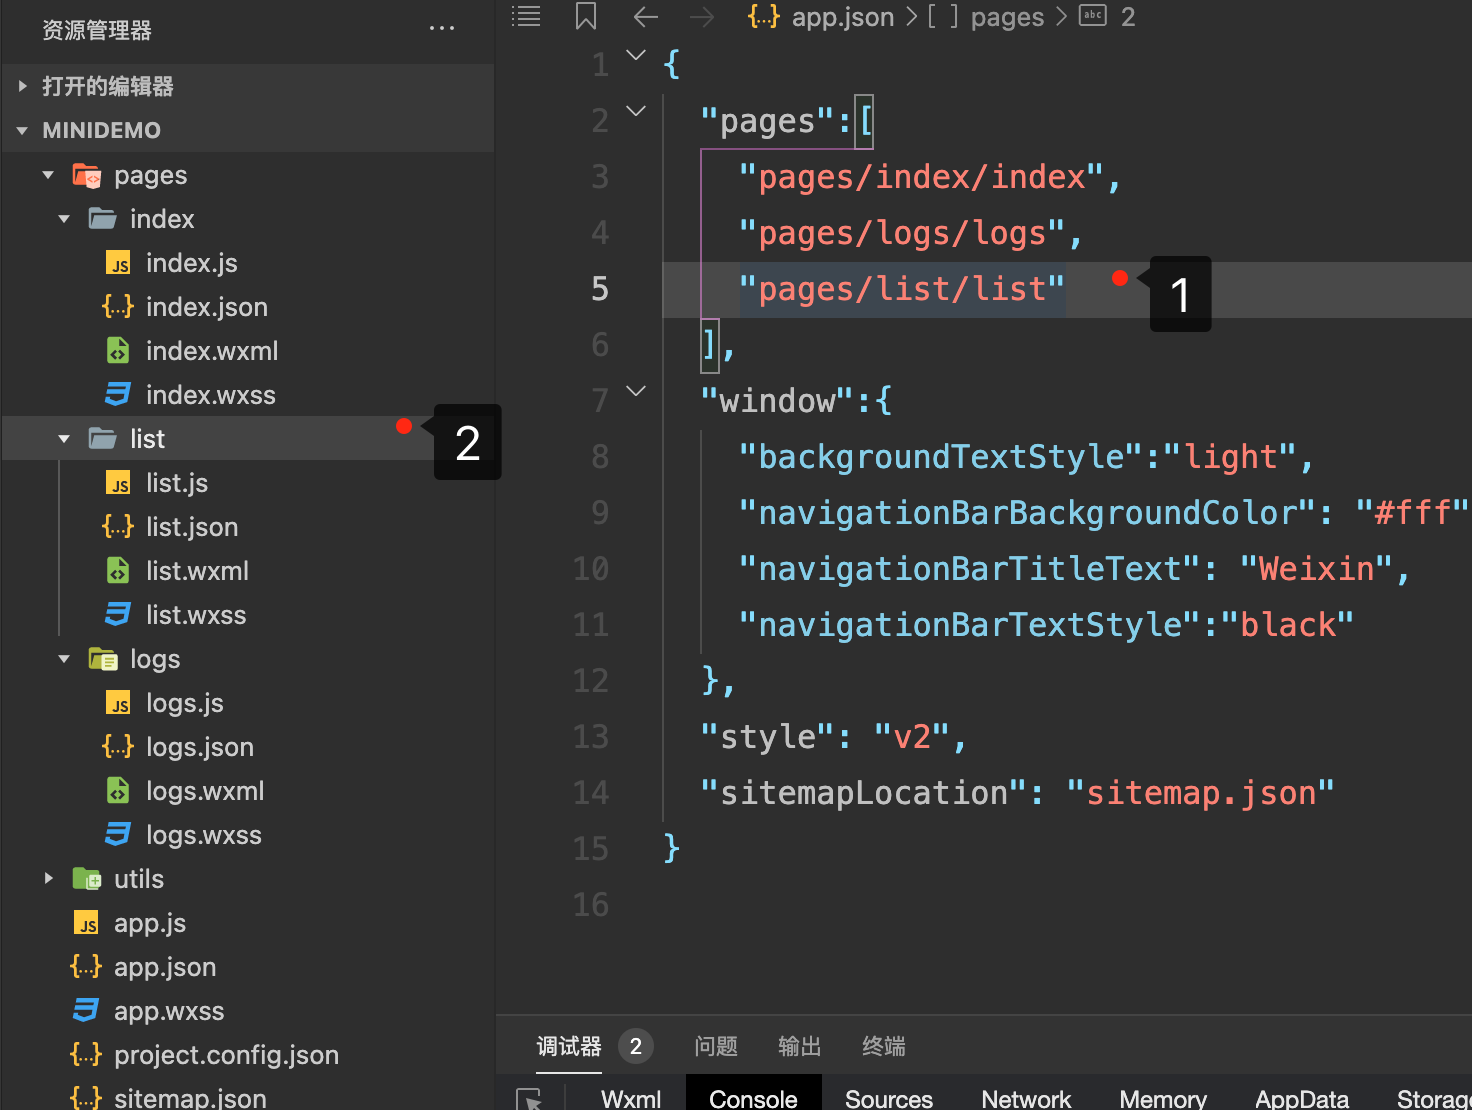 资源管理器
打开的编辑器
MINIDEMO
pages
index
index.js
index.json
index.wxml
index.wxss
list
2
list.js
list.json
list.wxml
list.wxss
logs
logs.js
logs.json
logs.wxml
logs.wxss
utils
app.js
app.json
app.wxss
project.config.json
sitemap.json
{...} app.json > [ ] pages > abc 2
1 {
2 "pages":[
3 "pages/index/index",
4 "pages/logs/logs",
5 "pages/list/list"
1
6 ],
7 "window":{
8 "backgroundTextStyle":"light",
9 "navigationBarBackgroundColor": "#fff"
10 "navigationBarTitleText": "Weixin",
11 "navigationBarTextStyle":"black"
12 },
13 "style": "v2",
14 "sitemapLocation": "sitemap.json"
15 }
16
调试器 2 问题 输出 终端
Wxml Console Sources Network Memory AppData Storag